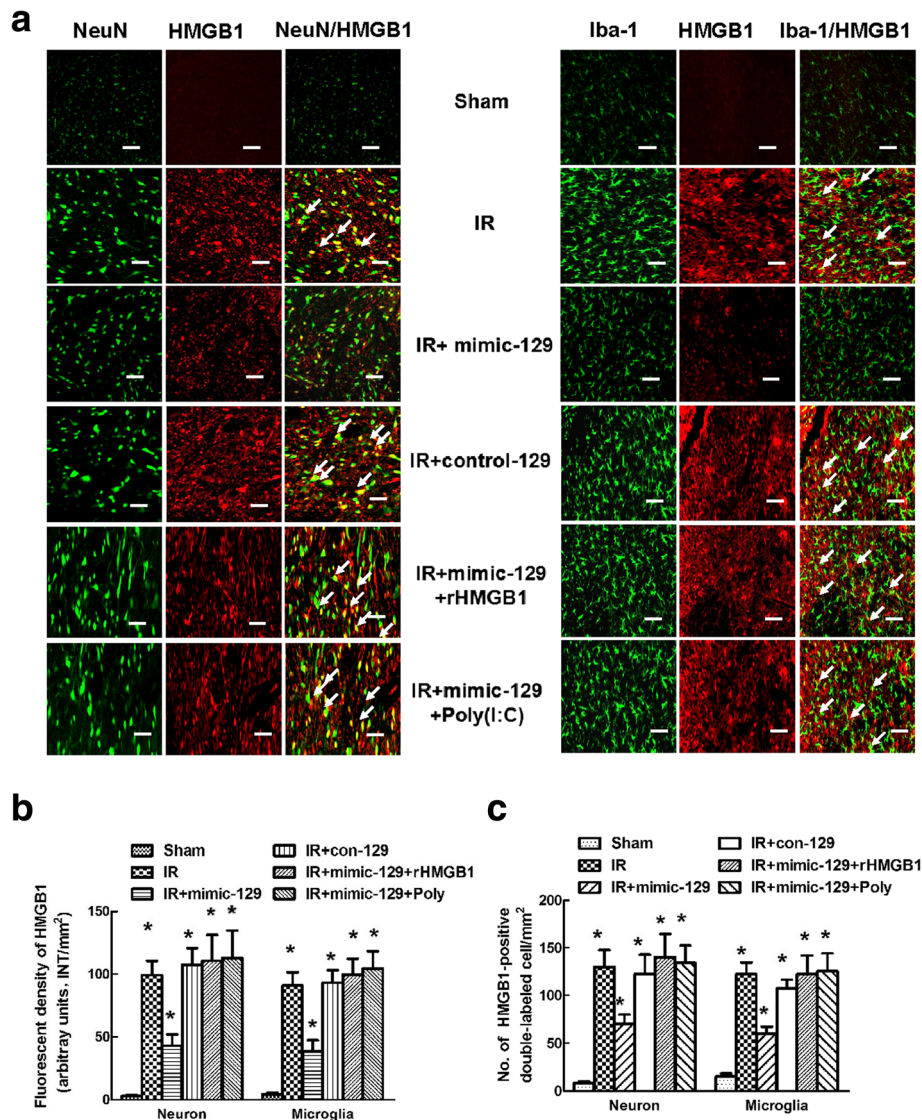 a
NeuN HMGB1 NeuN/HMGB1 Iba-1 HMGB1 Iba-1/HMGB1
Sham
IR
IR+ mimic-129
IR+control-129
IR+mimic-129
+rHMGB1
IR+mimic-129
+Poly(I:C)
b
Sham IR+con-129
IR IR+mimic-129+rHMGB1
IR+mimic-129 IR+mimic-129+Poly
Fluorescent density of HMGB1
(arbitray units, INT/mm²)
150
100
50
0
* * * * *
* * * * *
Neuron Microglia
c
Sham IR+con-129
IR IR+mimic-129+rHMGB1
IR+mimic-129 IR+mimic-129+Poly
No. of HMGB1-positive
double-labeled cell/mm²
200
150
100
50
0
* * * * *
* * * * *
Neuron Microglia